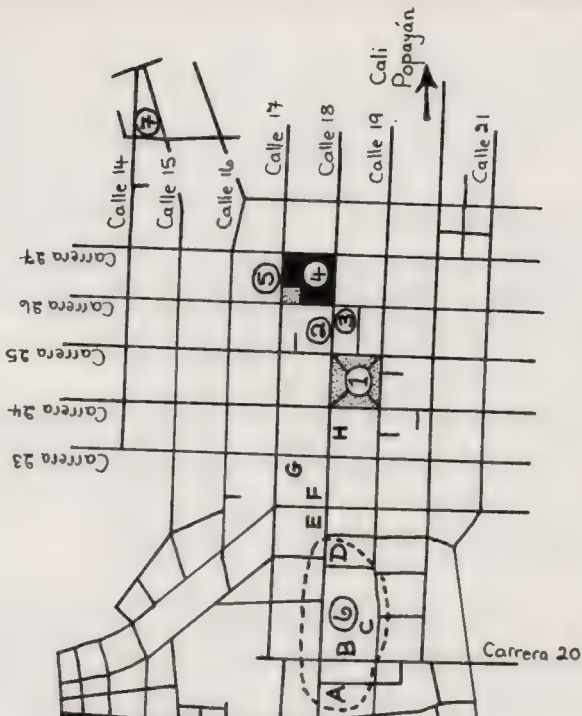 Cali
Popayán
Calle 14
Calle 15
Calle 16
Calle 17
Calle 18
Calle 19
Calle 21
Carrera 27
Carrera 26
Carrera 25
Carrera 24
Carrera 23
Carrera 20
7
5
4
2
3
1
H
G
F
E
D
6
C
B
A